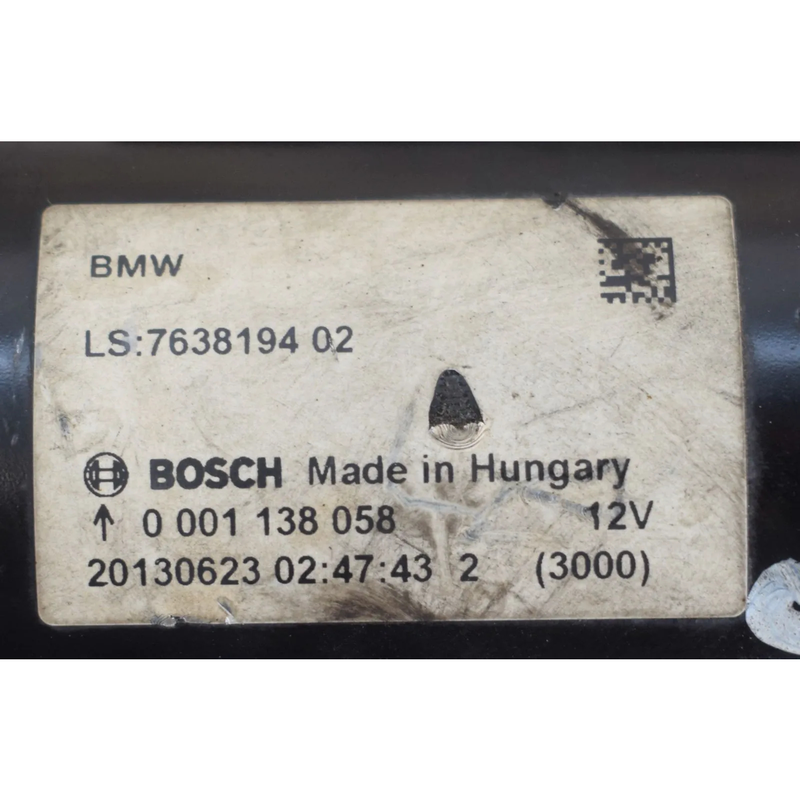 BMW
LS:7638194 02
BOSCH Made in Hungary
↑ 0 001 138 058 12V
20130623 02:47:43 2 (3000)